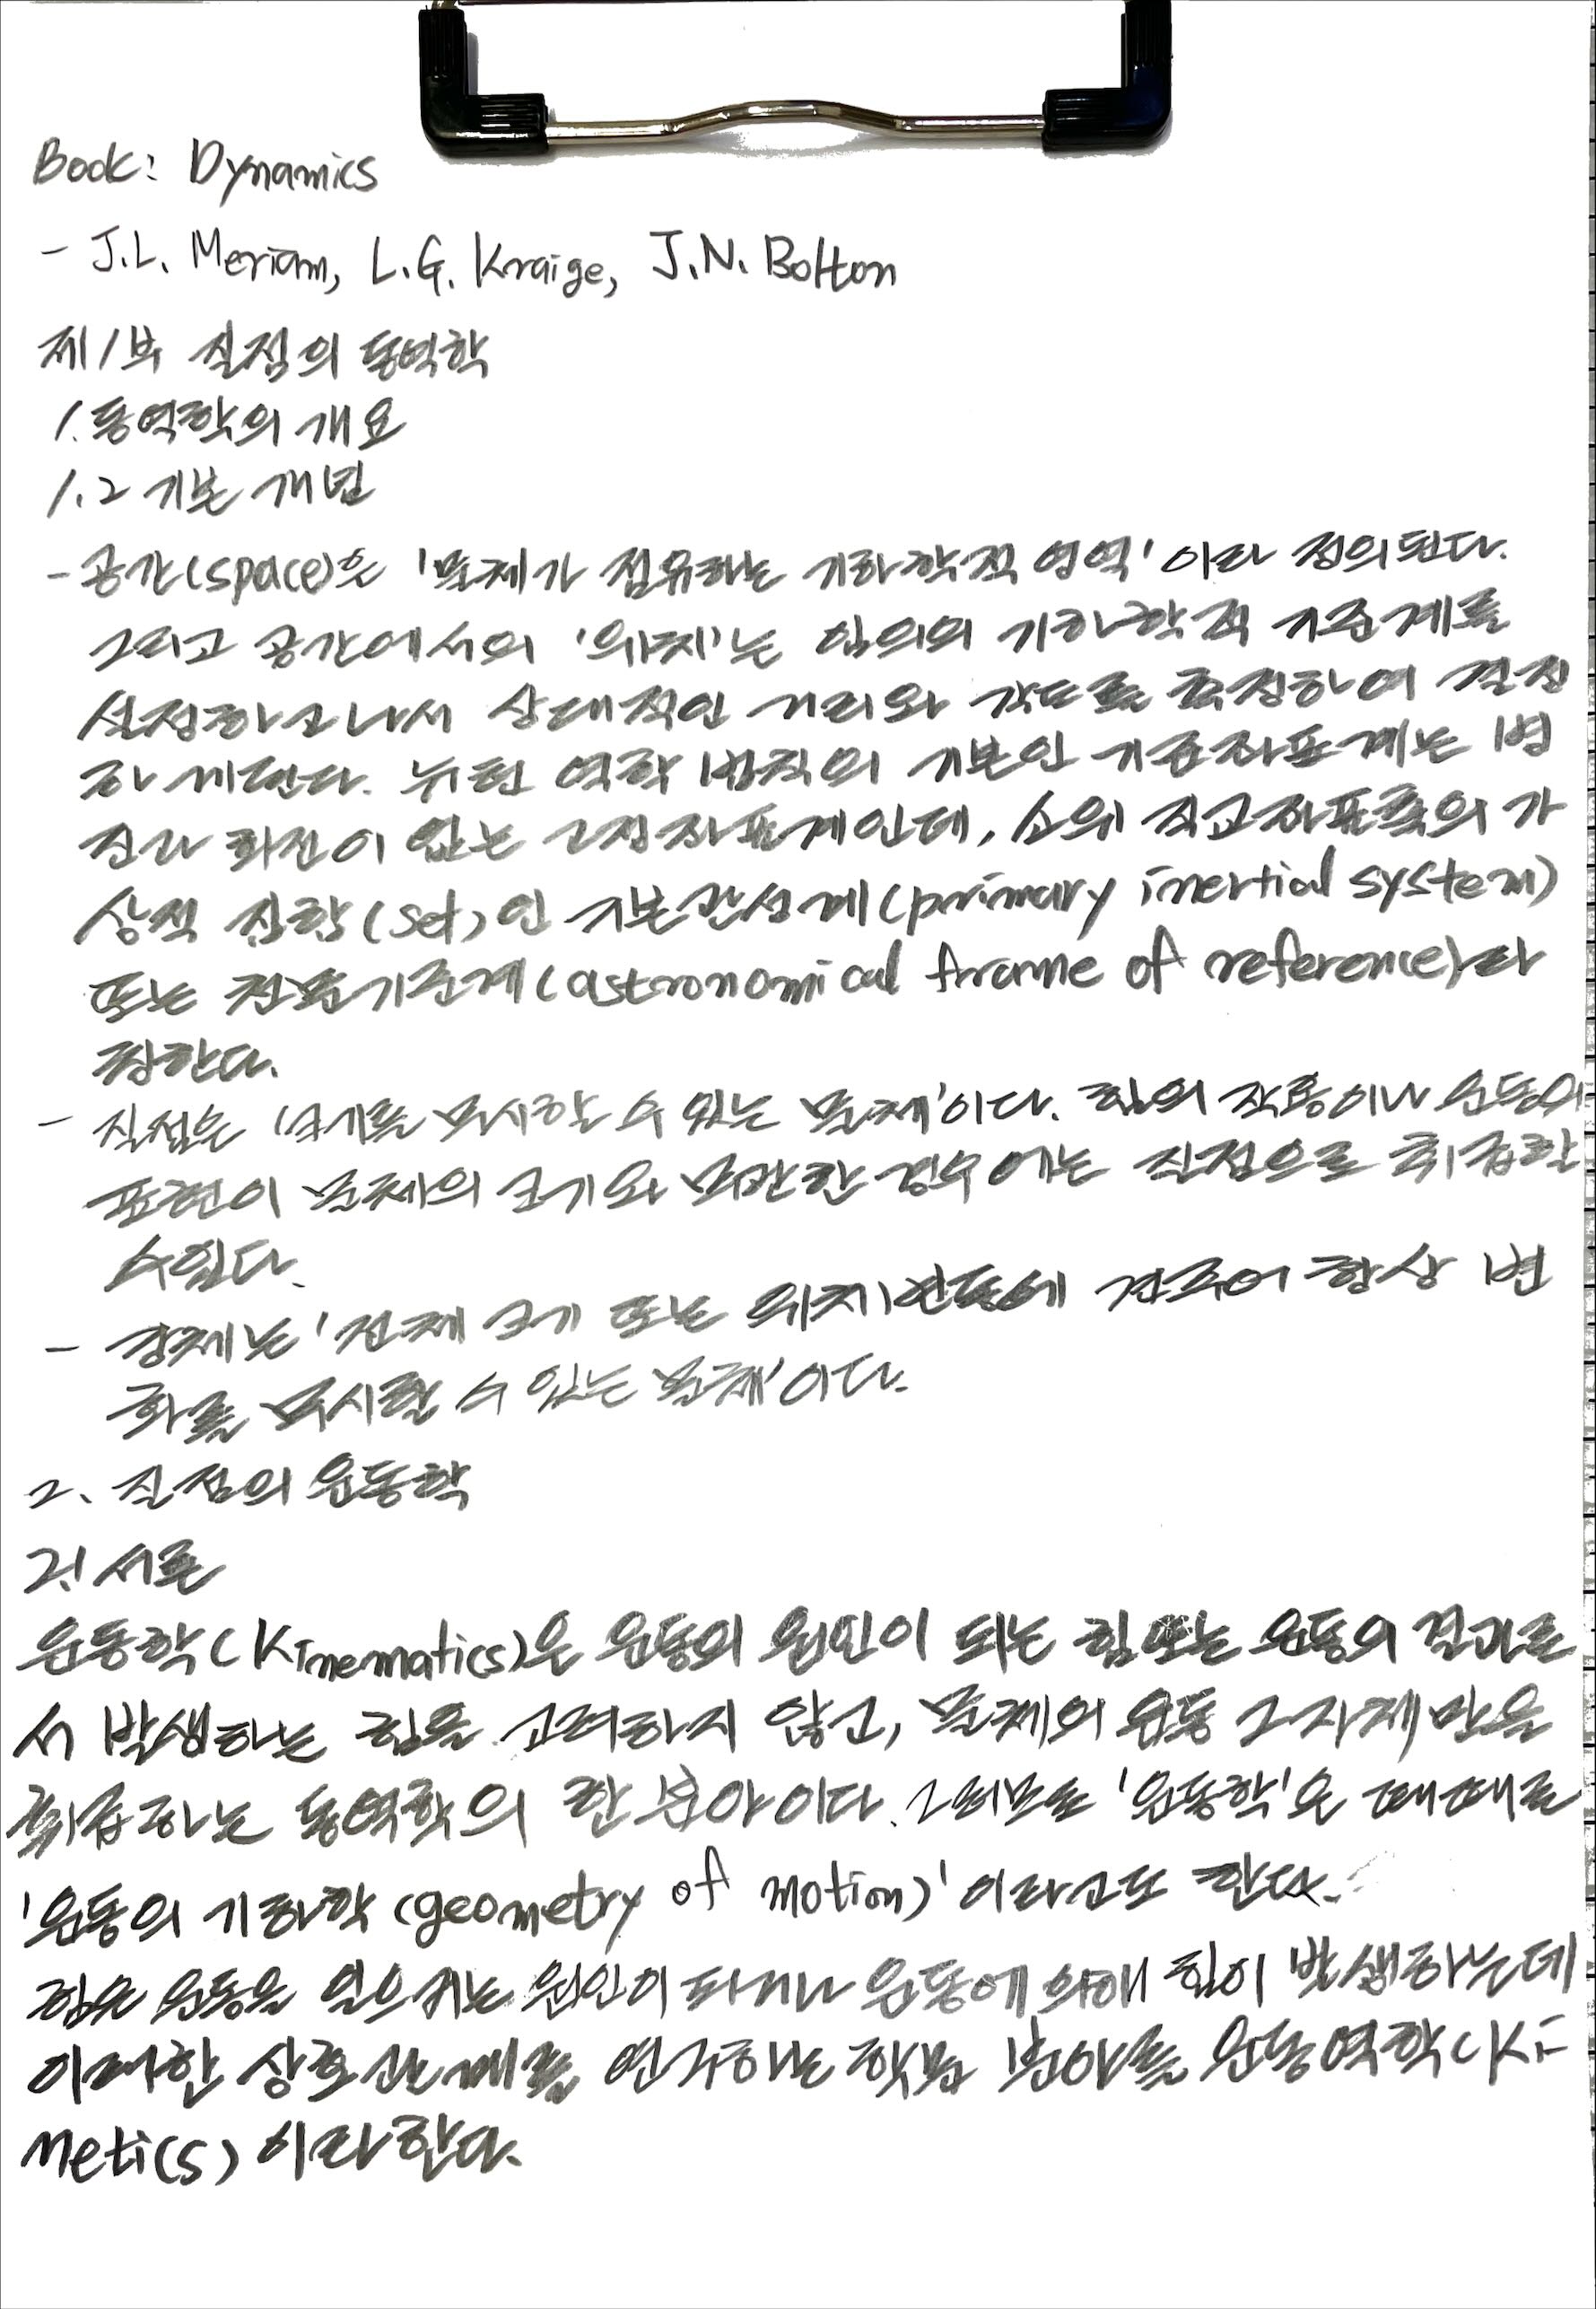 Book: Dynamics
- J.L. Meriam, L.G. Kraige, J.N. Bolton
제1부 질점의 동역학
1. 동역학의 개요
1.2 기본 개념
- 공간(space)은 '물체가 점유하는 기하학적 영역'이라 정의된다.
그리고 공간에서의 '위치'는 임의의 기하학적 기준계를
설정하고나서 상대적인 거리와 각도를 측정하여 결정
하게된다. 뉴턴 역학 법칙의 기본인 기준좌표계는 병
진과 회전이 없는 고정좌표계인데, 소위 직교좌표축의 가
상적 집합(set)인 기본관성계(primary inertial system)
또는 천문기준계(astronomical frame of reference)라
칭한다.
- 질점은 '크기를 무시할 수 있는 물체'이다. 힘의 작용이나 운동의
표현이 물체의 크기와 무관한 경우에는 질점으로 취급할
수있다.
- 강체는 '전체 크기 또는 위치변동에 견주어 항상 변
화를 무시할 수 있는 물체'이다.
2. 질점의 운동학
2.1 서론
운동학(Kinematics)은 운동의 원인이 되는 힘또는 운동의 결과로
서 발생하는 힘을 고려하지 않고, 물체의 운동 그자체만을
취급하는 동역학의 한 분야이다. 그러므로 '운동학'은 때때로
'운동의 기하학(geometry of motion)'이라고도 한다.
힘은 운동을 일으키는 원인이 되거나 운동에 의해 힘이 발생하는데
이러한 상호관계를 연구하는 학문 분야를 운동역학(Ki-
netics)이라한다.